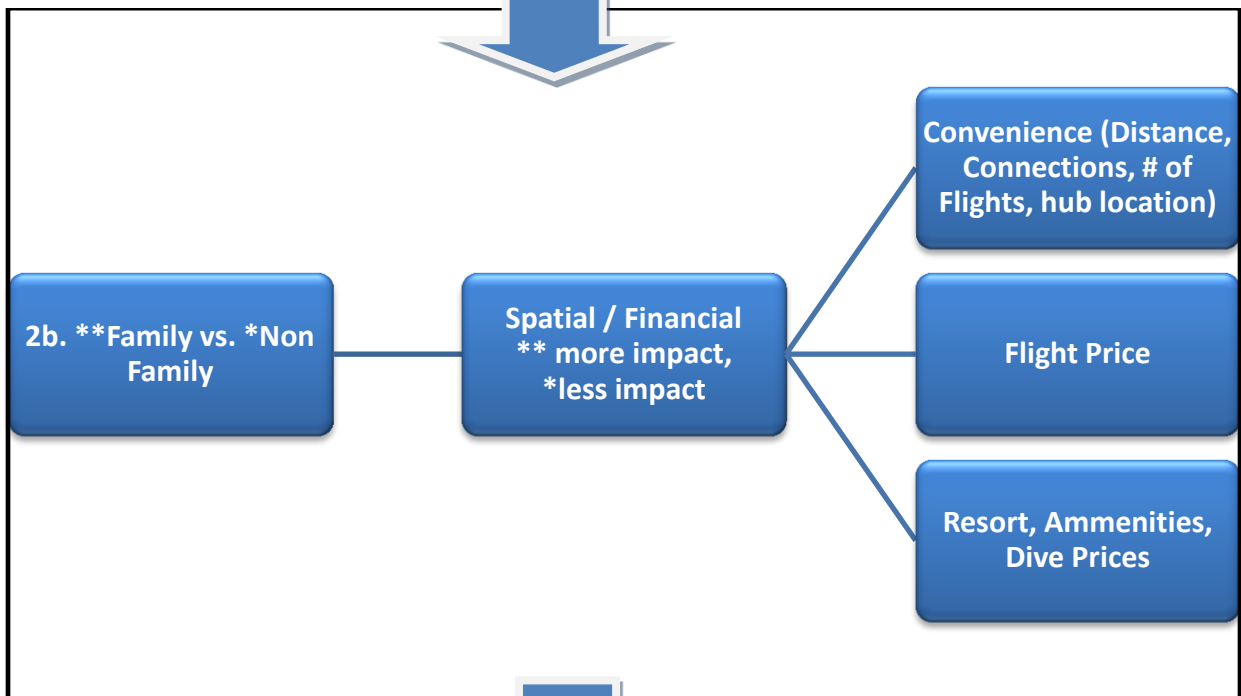 2b. **Family vs. *Non
Family
Spatial / Financial
** more impact,
*less impact
Convenience (Distance,
Connections, # of
Flights, hub location)
Flight Price
Resort, Ammenities,
Dive Prices